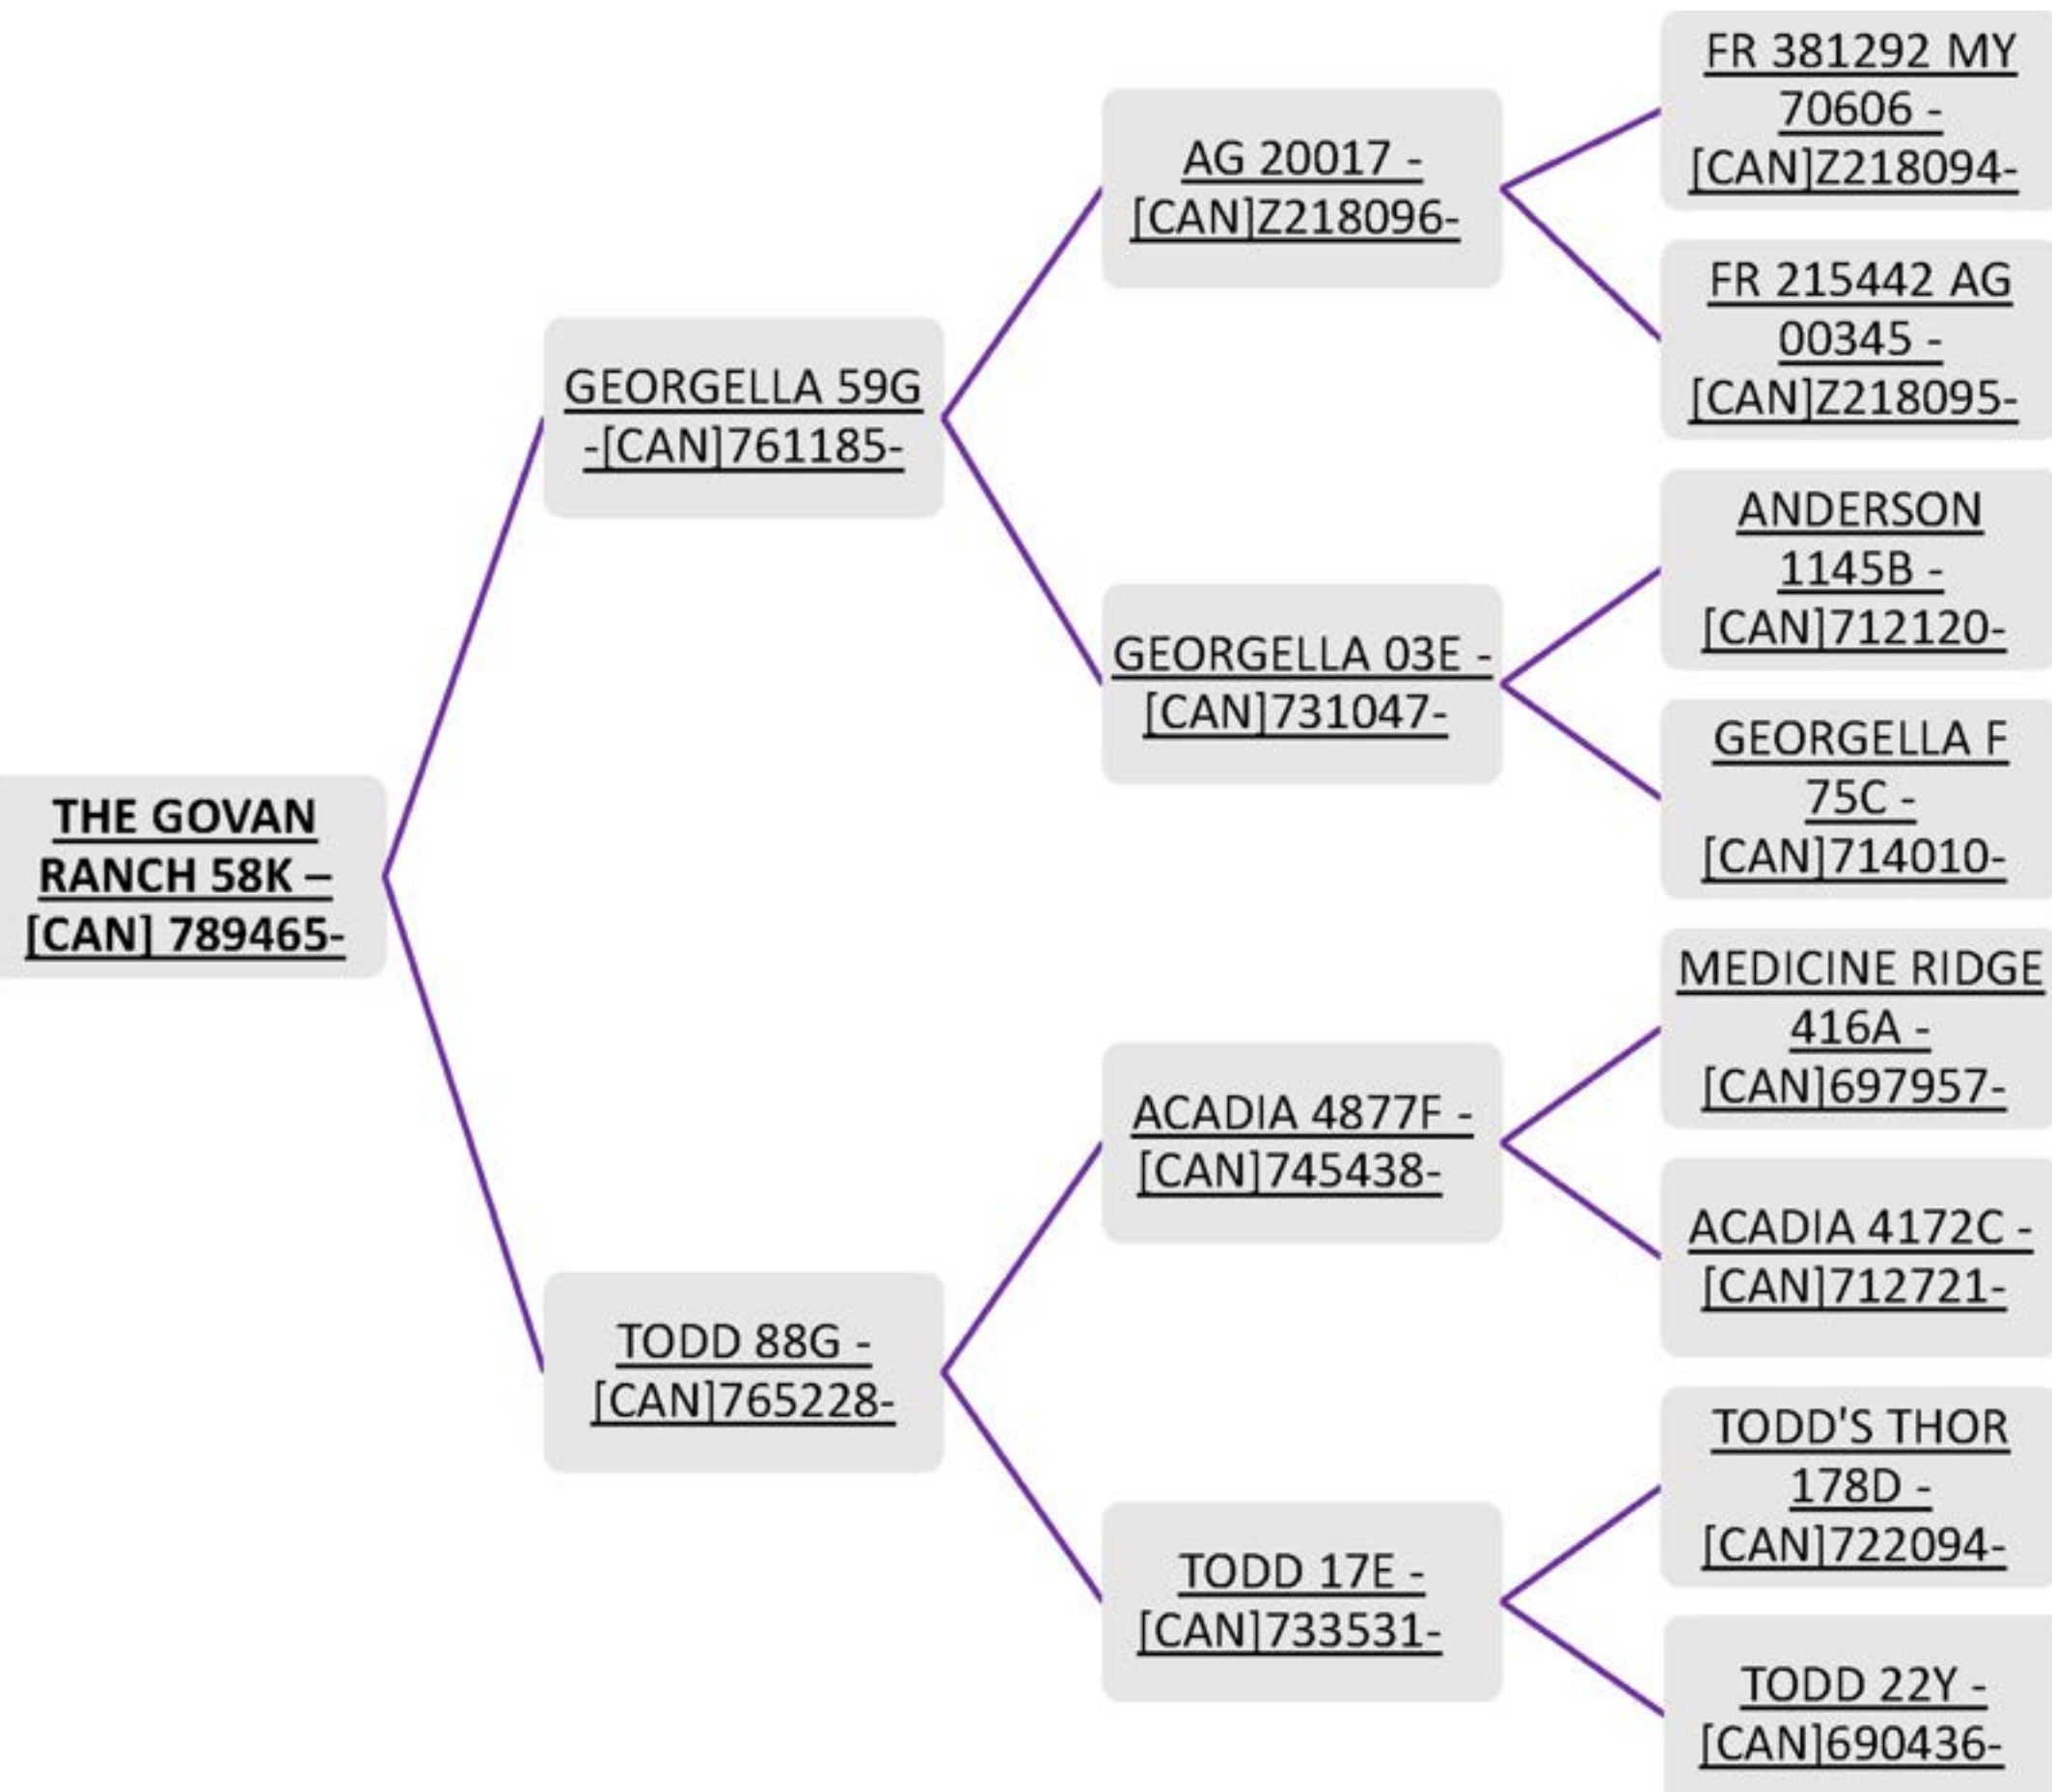 THE GOVAN
RANCH 58K –
[CAN] 789465-
GEORGELLA 59G
-[CAN]761185-
TODD 88G -
[CAN]765228-
AG 20017 -
[CAN]Z218096-
GEORGELLA 03E -
[CAN]731047-
ACADIA 4877F -
[CAN]745438-
TODD 17E -
[CAN]733531-
FR 381292 MY
70606 -
[CAN]Z218094-
FR 215442 AG
00345 -
[CAN]Z218095-
ANDERSON
1145B -
[CAN]712120-
GEORGELLA F
75C -
[CAN]714010-
MEDICINE RIDGE
416A -
[CAN]697957-
ACADIA 4172C -
[CAN]712721-
TODD'S THOR
178D -
[CAN]722094-
TODD 22Y -
[CAN]690436-